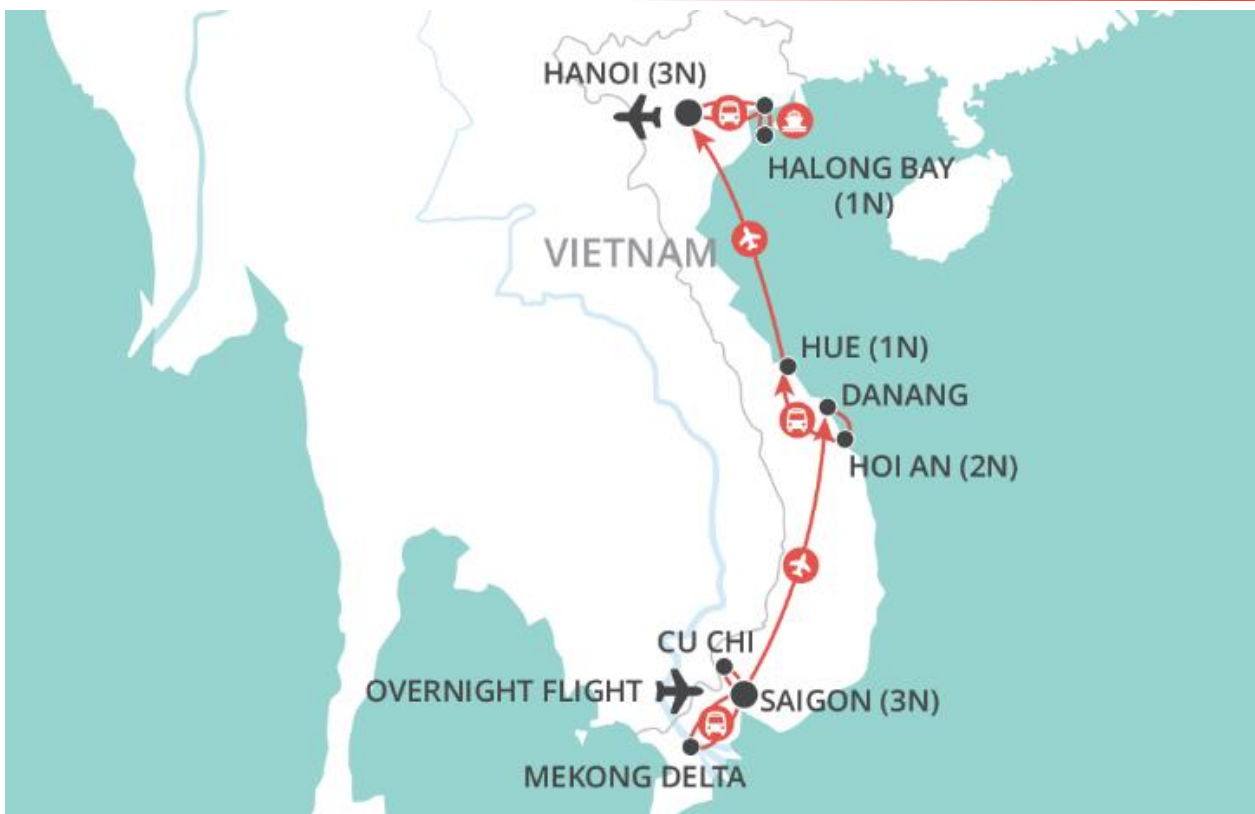 HANOI (3N)
HALONG BAY
(1N)
VIETNAM
HUE (1N)
DANANG
HOI AN (2N)
CU CHI
OVERNIGHT FLIGHT
SAIGON (3N)
MEKONG DELTA